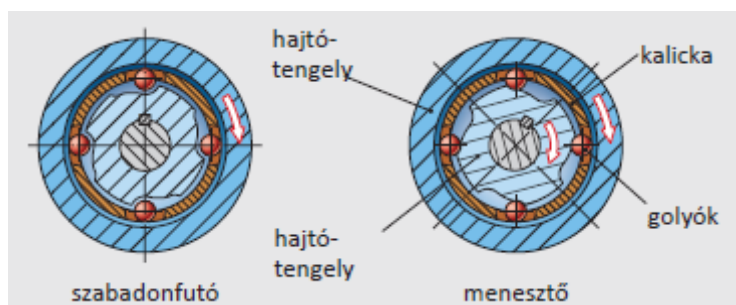 hajtó-
tengely
kalicka
golyók
hajtó-
tengely
szabadonfutó
menesztő